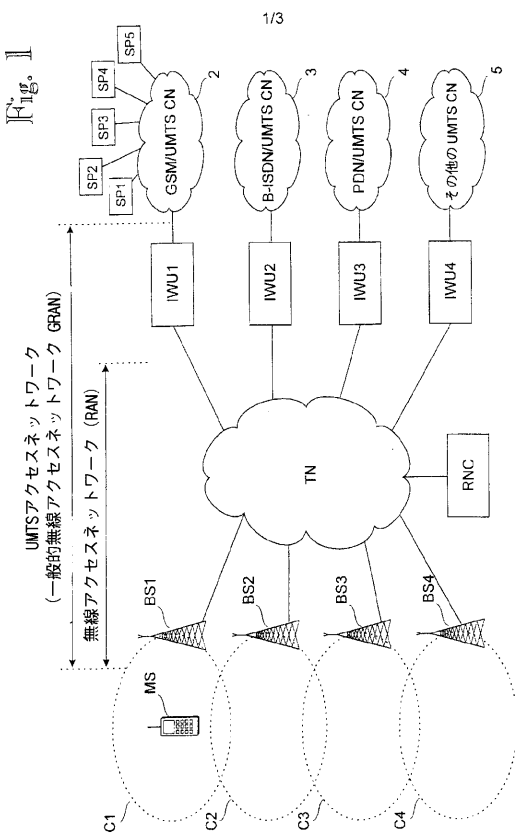 1/3
Fig. 1
UMTSアクセスネットワーク
(一般的無線アクセスネットワーク GRAN)
無線アクセスネットワーク (RAN)
SP1
SP2
SP3
SP4
SP5
C1
MS
BS1
IWU1
GSM/UMTS CN
2
C2
BS2
IWU2
B-ISDN/UMTS CN
3
TN
C3
BS3
IWU3
PDN/UMTS CN
4
C4
BS4
RNC
IWU4
その他の UMTS CN
5